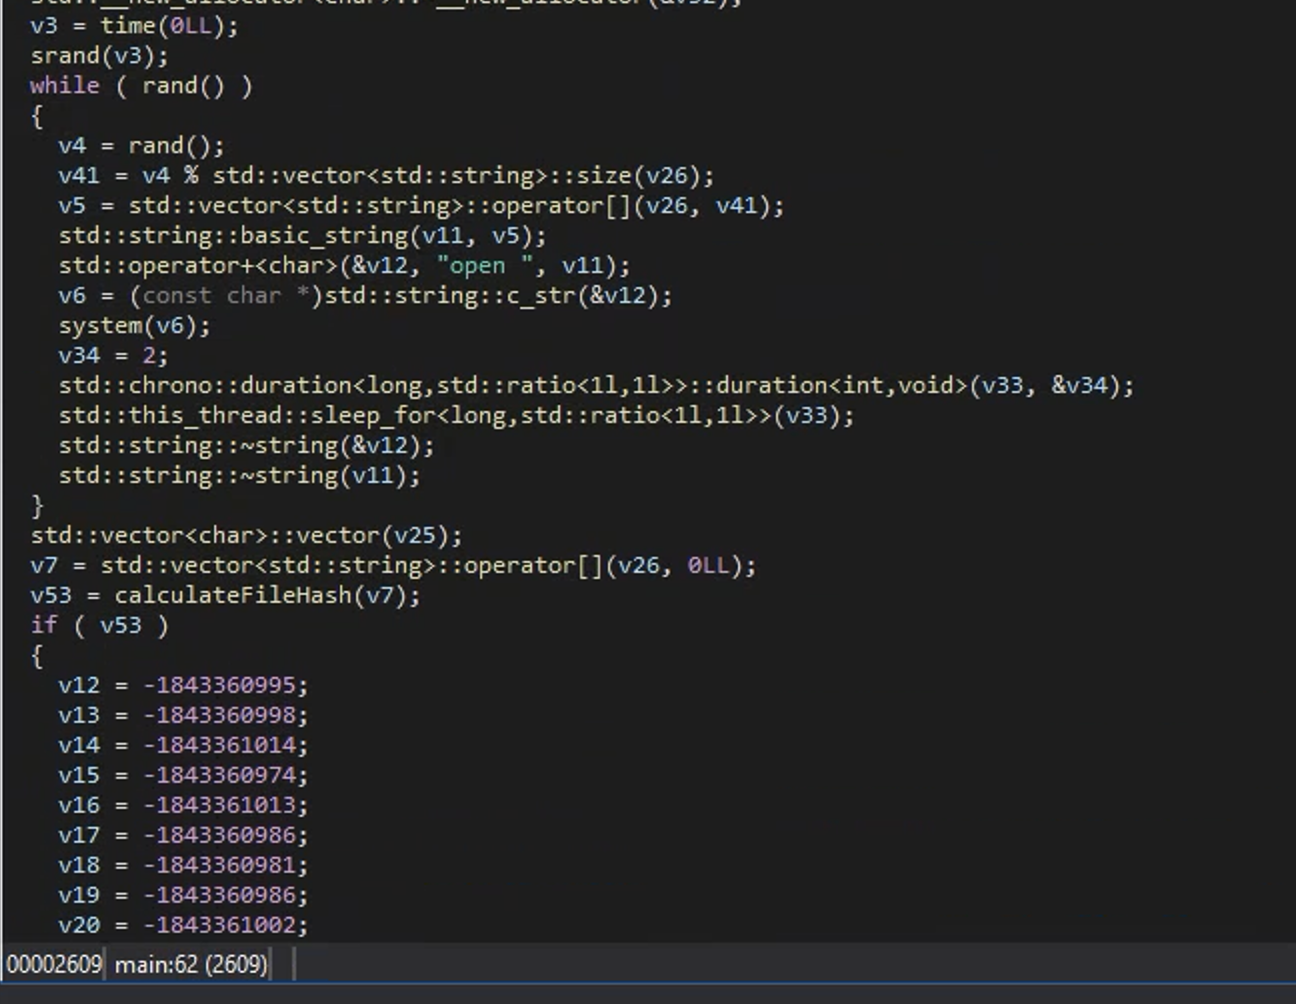 v3 = time(0LL);
srand(v3);
while ( rand() )
{
v4 = rand();
v41 = v4 % std::vector<std::string>::size(v26);
v5 = std::vector<std::string>::operator[](v26, v41);
std::string::basic_string(v11, v5);
std::operator+<char>(&v12, "open ", v11);
v6 = (const char *)std::string::c_str(&v12);
system(v6);
v34 = 2;
std::chrono::duration<long,std::ratio<1l,1l>>::duration<int,void>(v33, &v34);
std::this_thread::sleep_for<long,std::ratio<1l,1l>>(v33);
std::string::~string(&v12);
std::string::~string(v11);
}
std::vector<char>::vector(v25);
v7 = std::vector<std::string>::operator[](v26, 0LL);
v53 = calculateFileHash(v7);
if ( v53 )
{
v12 = -1843360995;
v13 = -1843360998;
v14 = -1843361014;
v15 = -1843360974;
v16 = -1843361013;
v17 = -1843360986;
v18 = -1843360981;
v19 = -1843360986;
v20 = -1843361002;
00002609 main:62 (2609)